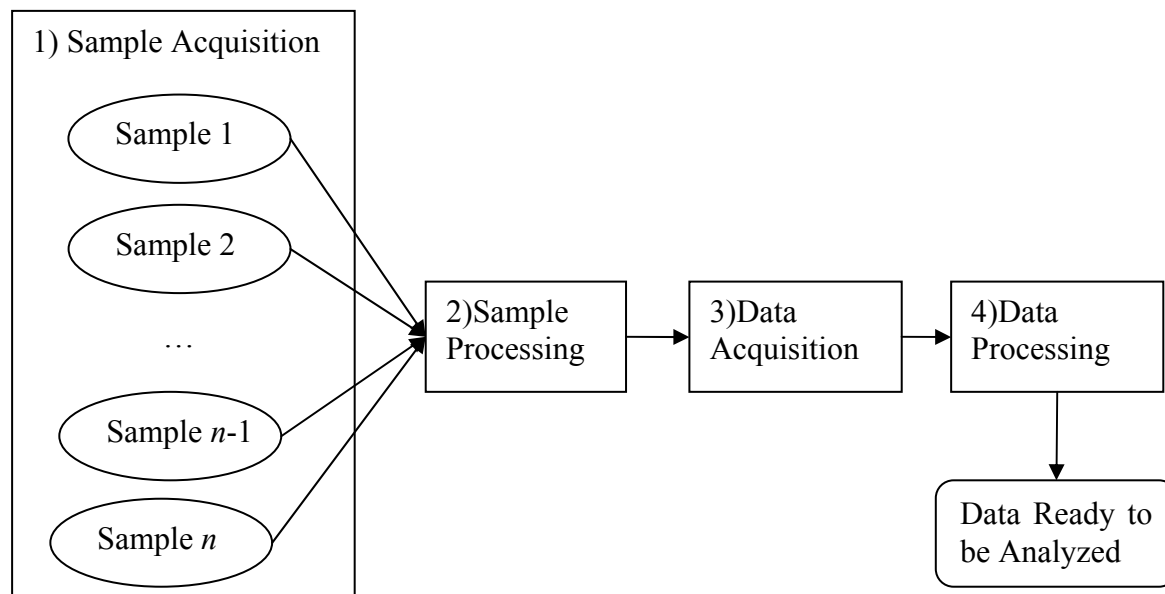 1) Sample Acquisition
Sample 1
Sample 2
…
Sample n-1
Sample n
2)Sample
Processing
3)Data
Acquisition
4)Data
Processing
Data Ready to
be Analyzed